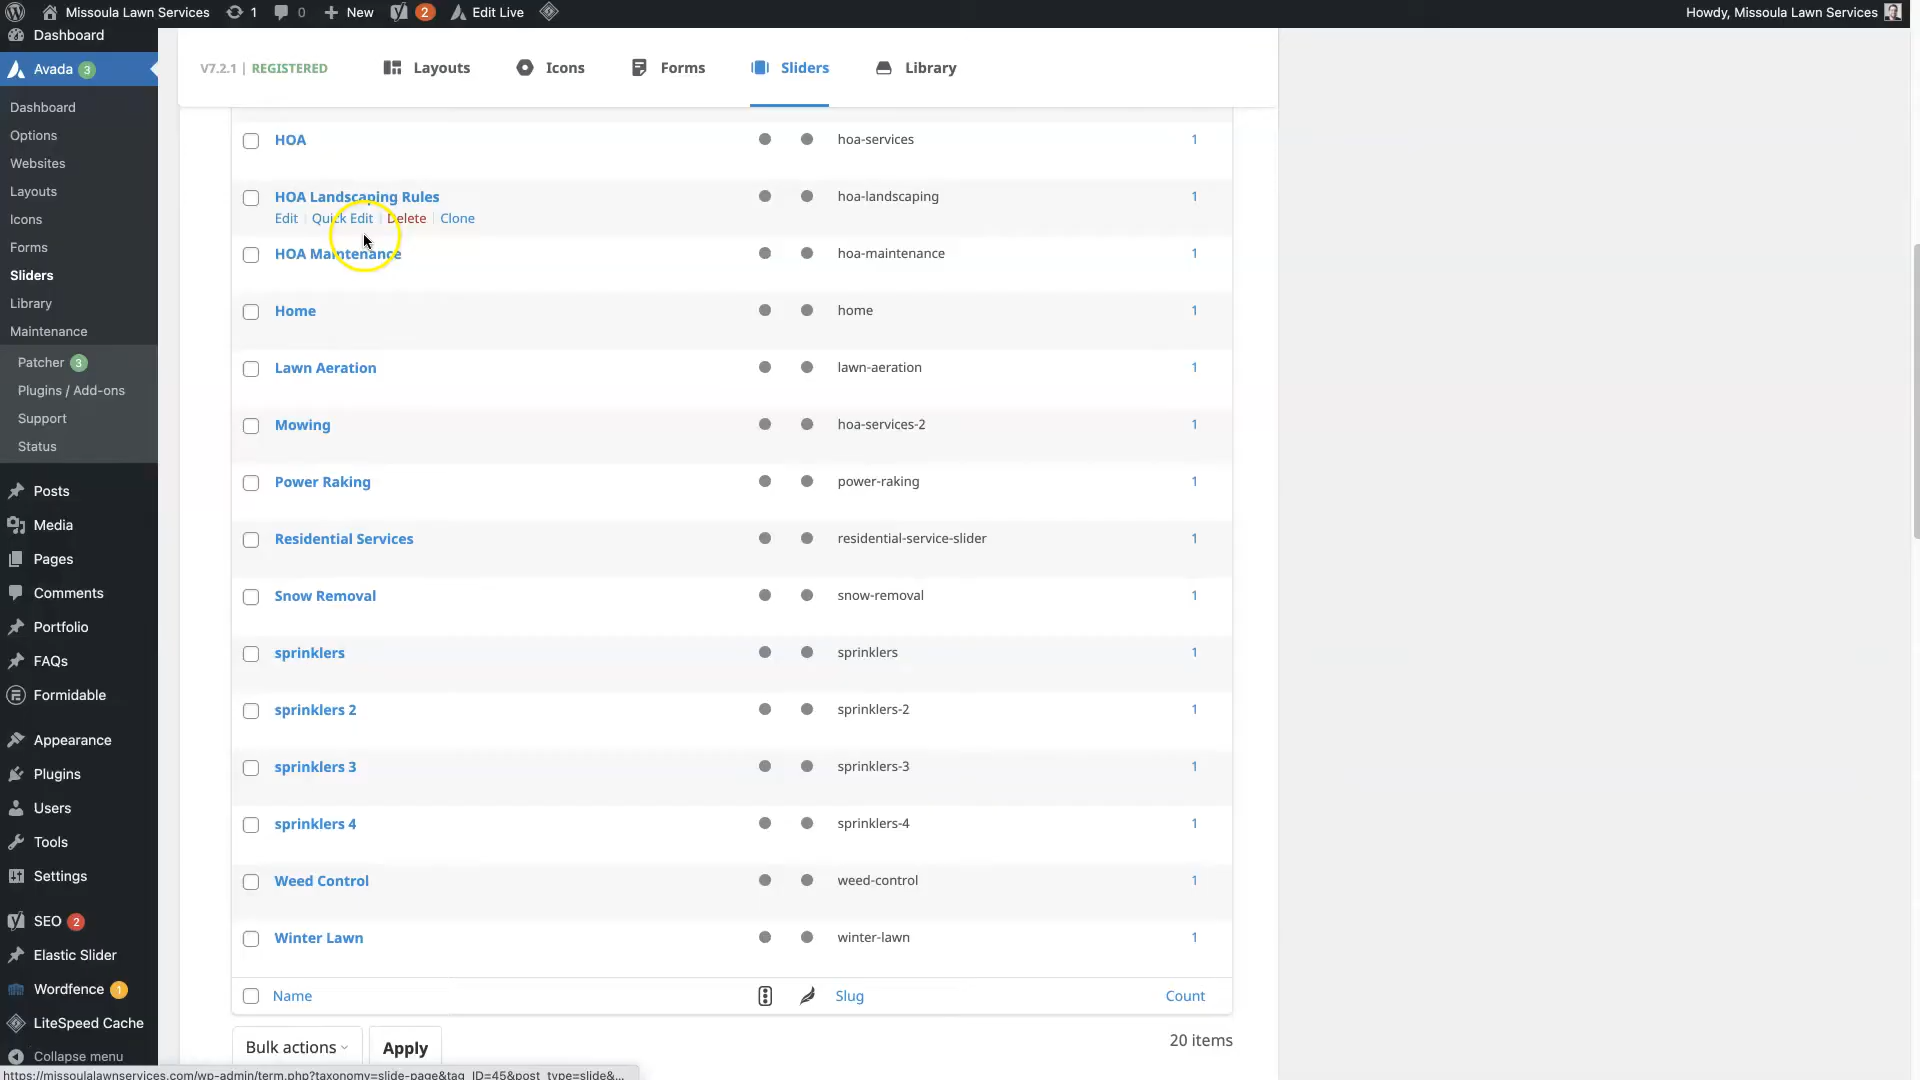 Missoula Lawn Services 1 0 New 2 Edit Live Howdy, Missoula Lawn Services
Dashboard
Avada 3
Dashboard
Options
Websites
Layouts
Icons
Forms
Sliders
Library
Maintenance
Patcher 3
Plugins / Add-ons
Support
Status
Posts
Media
Pages
Comments
Portfolio
FAQs
Formidable
Appearance
Plugins
Users
Tools
Settings
SEO 2
Elastic Slider
Wordfence 1
LiteSpeed Cache
Collapse menu
V7.2.1 | REGISTERED Layouts Icons Forms Sliders Library
HOA hoa-services 1
HOA Landscaping Rules hoa-landscaping 1
Edit | Quick Edit | Delete | Clone
HOA Maintenance hoa-maintenance 1
Home home 1
Lawn Aeration lawn-aeration 1
Mowing hoa-services-2 1
Power Raking power-raking 1
Residential Services residential-service-slider 1
Snow Removal snow-removal 1
sprinklers sprinklers 1
sprinklers 2 sprinklers-2 1
sprinklers 3 sprinklers-3 1
sprinklers 4 sprinklers-4 1
Weed Control weed-control 1
Winter Lawn winter-lawn 1
Name Slug Count
Bulk actions Apply 20 items
https://missoulalawnservices.com/wp-admin/term.php?taxonomy=slide-page&tag_ID=45&post_type=slide&...